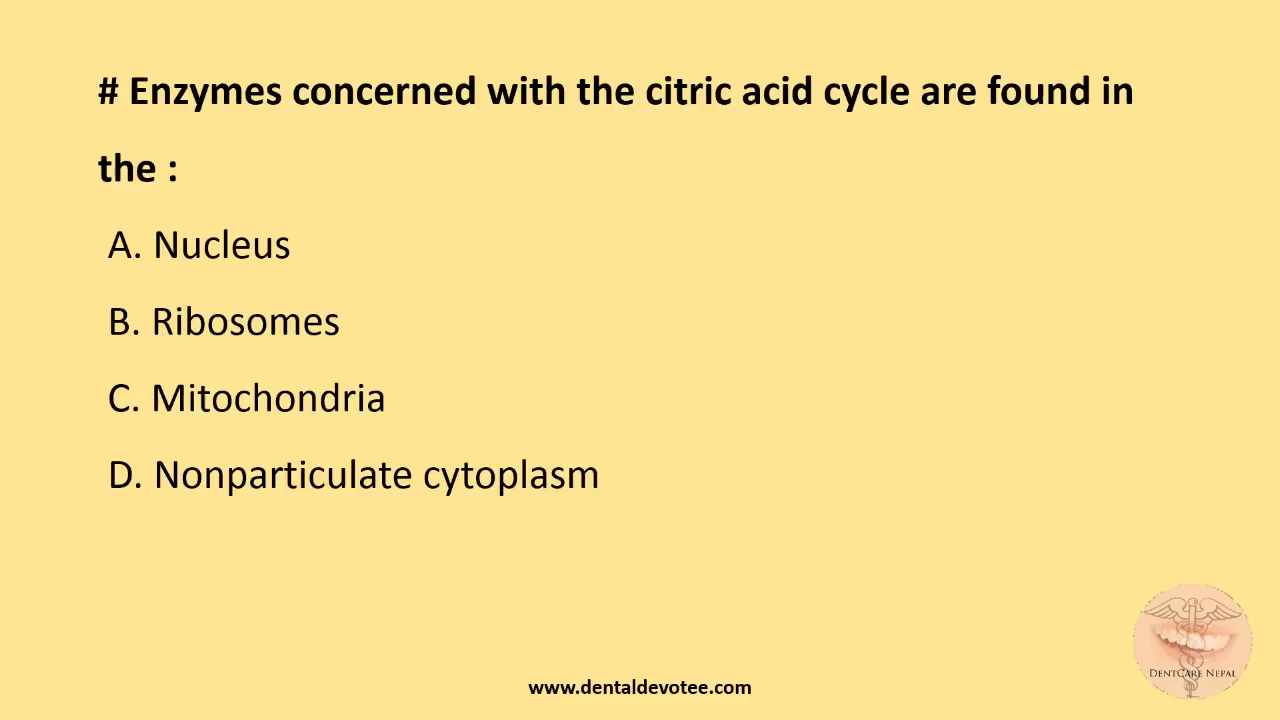 # Enzymes concerned with the citric acid cycle are found in
the :
A. Nucleus
B. Ribosomes
C. Mitochondria
D. Nonparticulate cytoplasm
DentCare Nepal
www.dentaldevotee.com